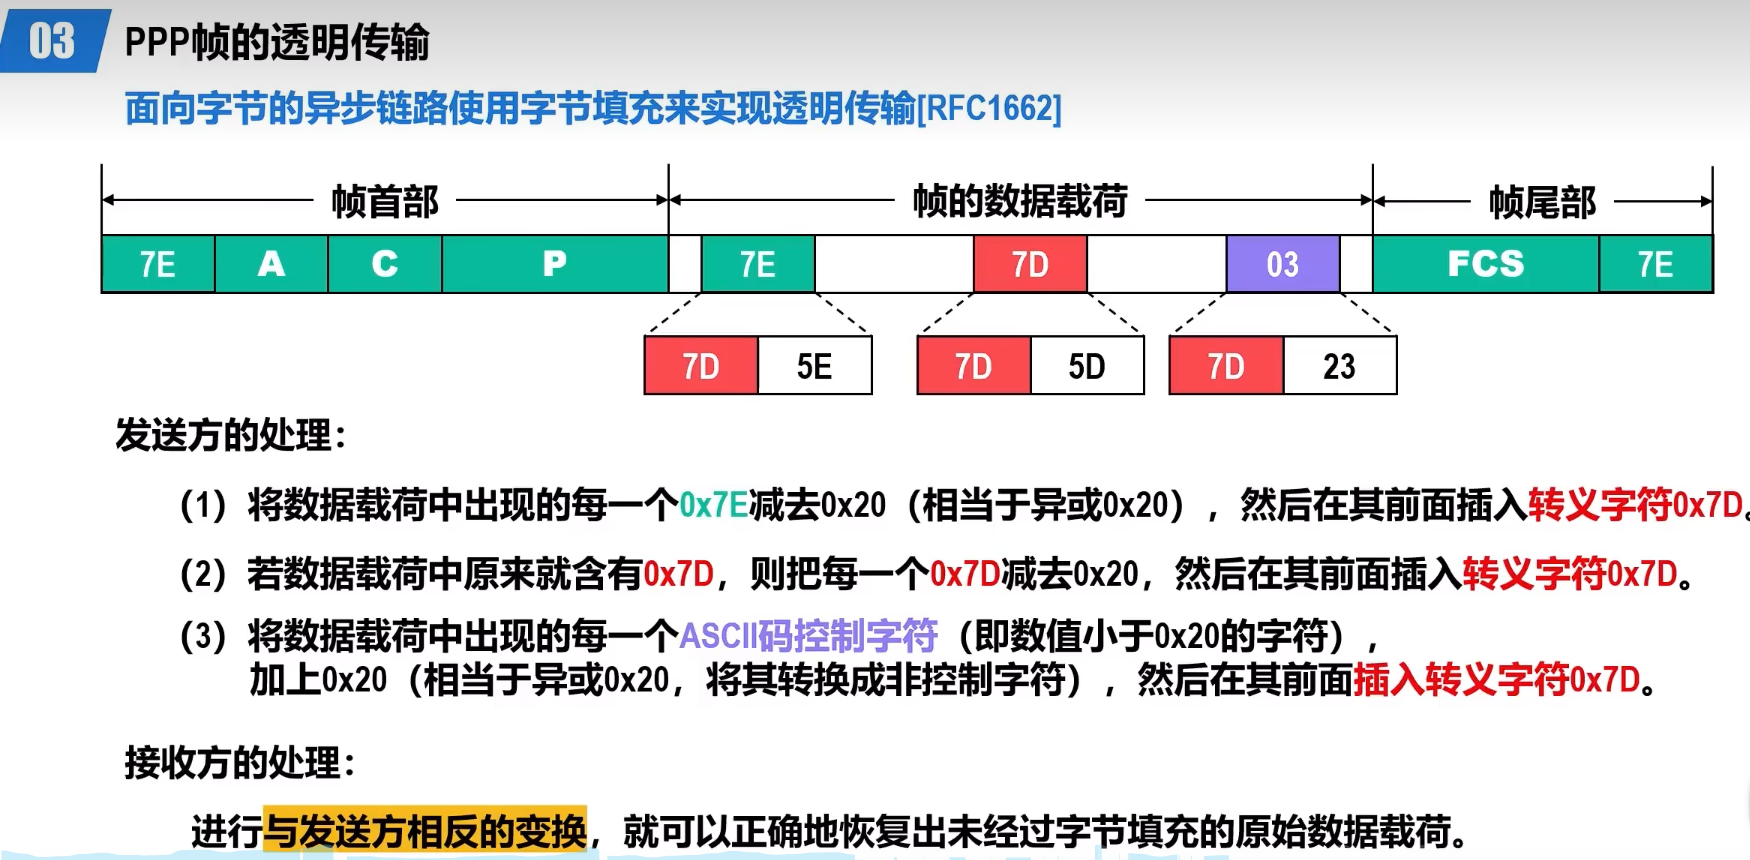 03 PPP帧的透明传输
面向字节的异步链路使用字节填充来实现透明传输[RFC1662]
帧首部 帧的数据载荷 帧尾部
7E A C P 7E 7D 03 FCS 7E
7D 5E 7D 5D 7D 23
发送方的处理：
（1）将数据载荷中出现的每一个0x7E减去0x20（相当于异或0x20），然后在其前面插入转义字符0x7D。
（2）若数据载荷中原来就含有0x7D，则把每一个0x7D减去0x20，然后在其前面插入转义字符0x7D。
（3）将数据载荷中出现的每一个ASCII码控制字符（即数值小于0x20的字符），
加上0x20（相当于异或0x20，将其转换成非控制字符），然后在其前面插入转义字符0x7D。
接收方的处理：
进行与发送方相反的变换，就可以正确地恢复出未经过字节填充的原始数据载荷。